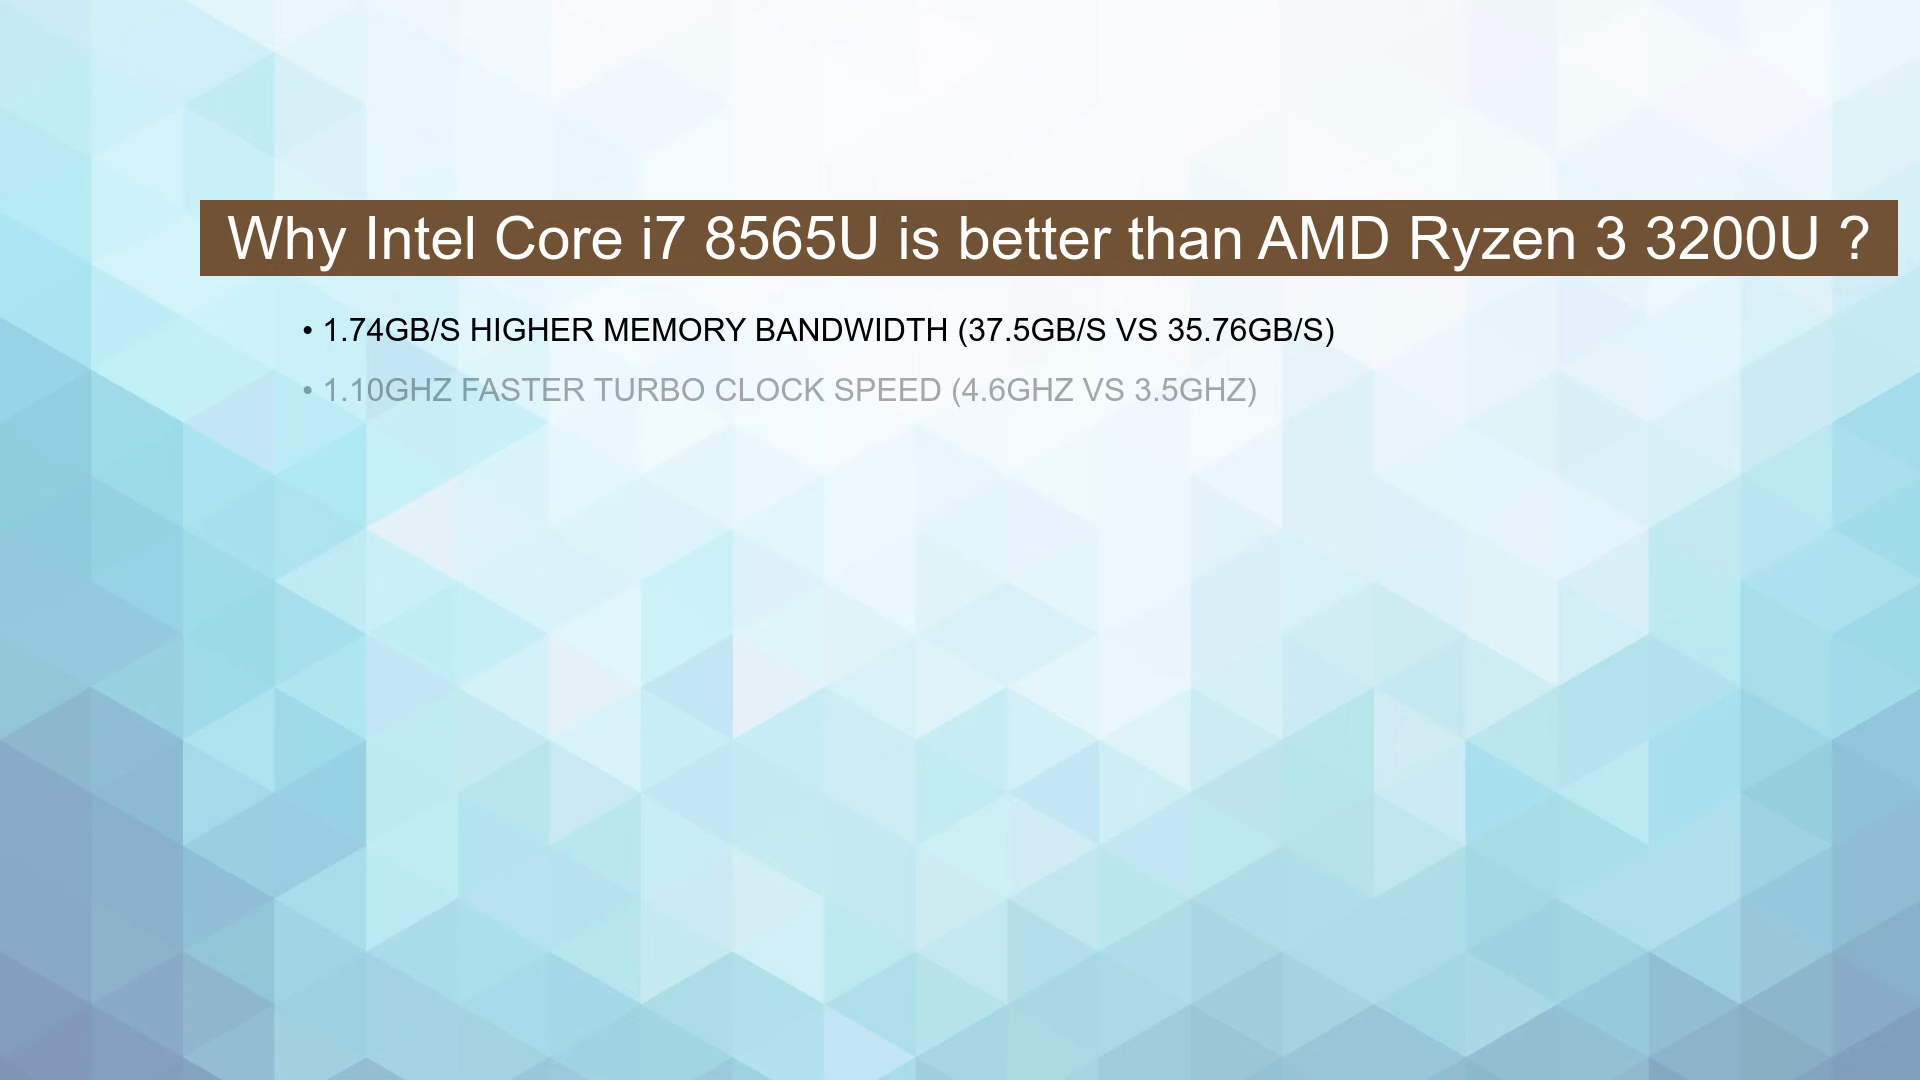 Why Intel Core i7 8565U is better than AMD Ryzen 3 3200U ?
• 1.74GB/S HIGHER MEMORY BANDWIDTH (37.5GB/S VS 35.76GB/S)
• 1.10GHZ FASTER TURBO CLOCK SPEED (4.6GHZ VS 3.5GHZ)